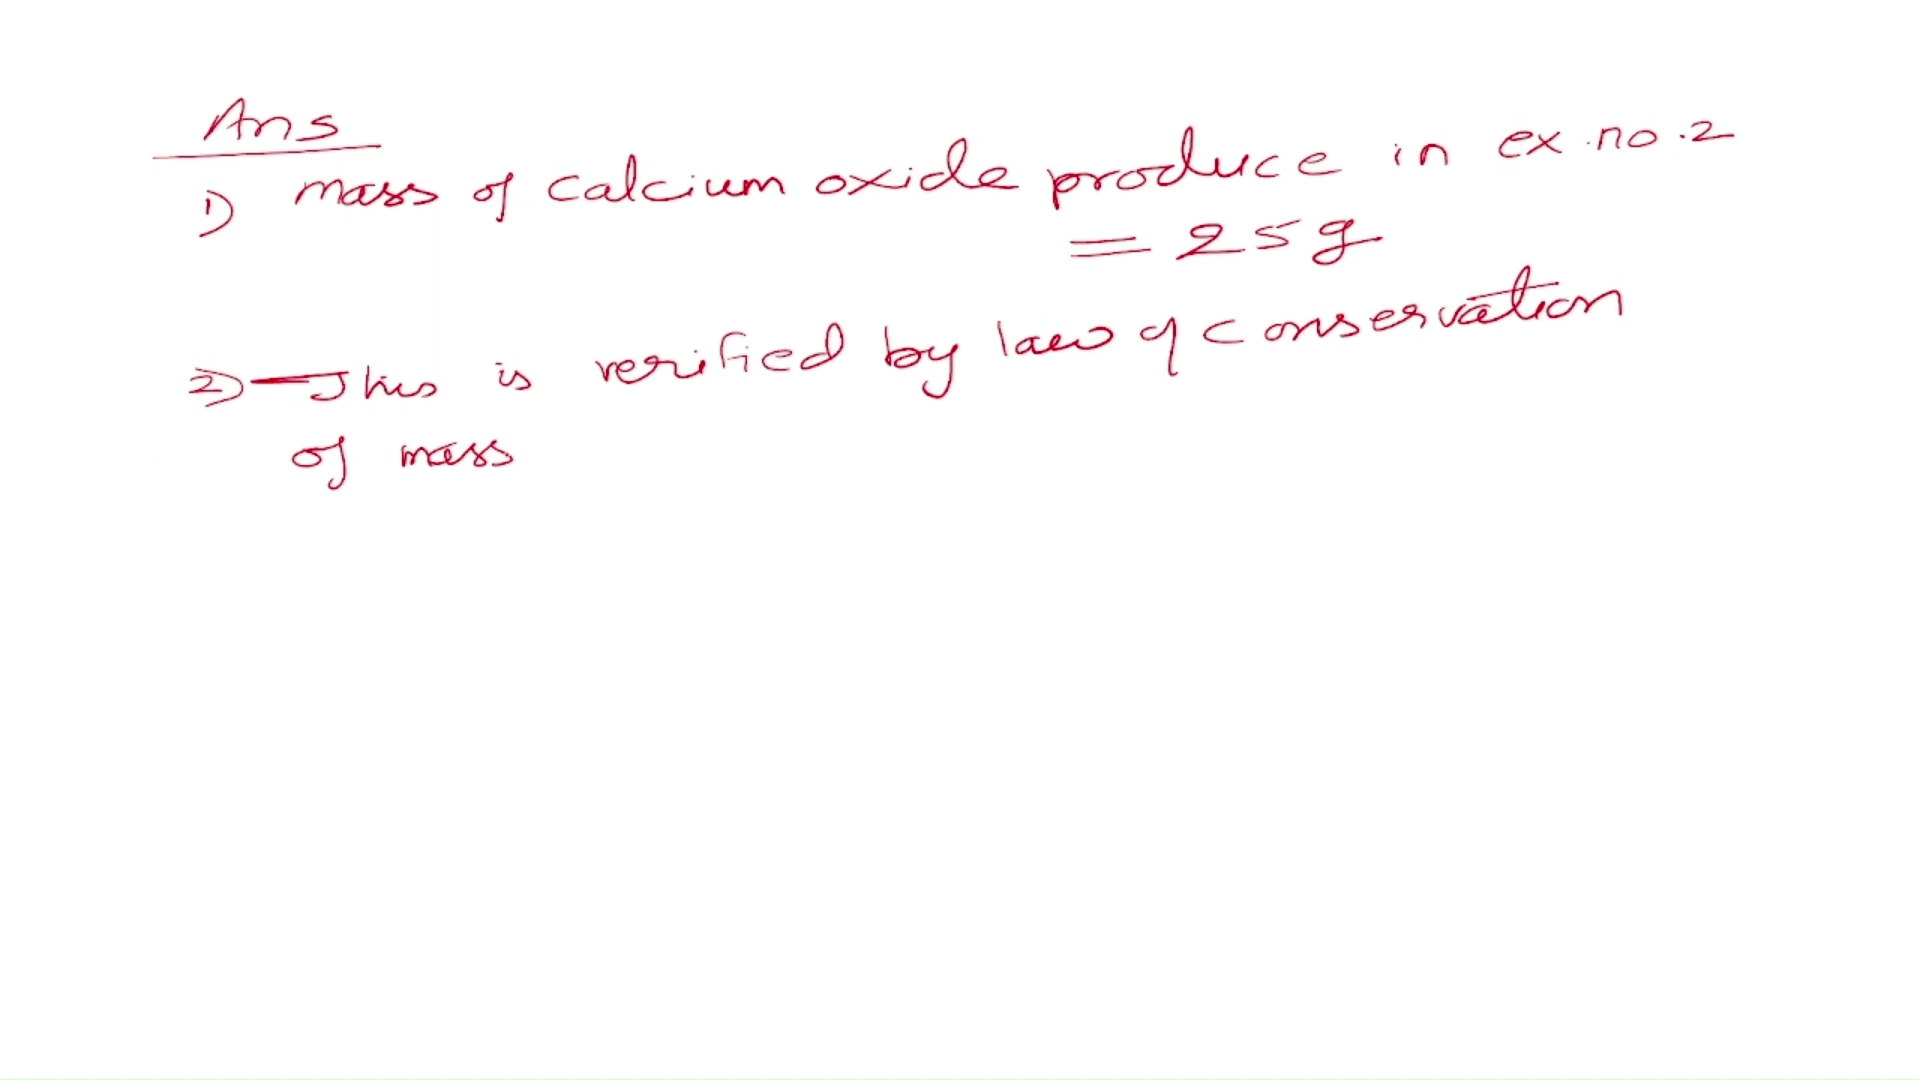 Ans
1) mass of calcium oxide produce in ex.no.2
= 25g
2) This is verified by law of conservation
of mass